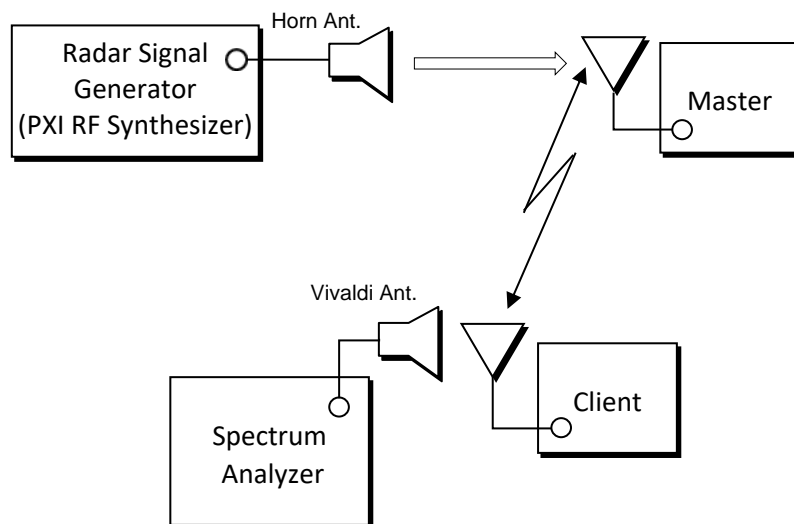 Horn Ant.
Radar Signal
Generator
(PXI RF Synthesizer)
Master
Vivaldi Ant.
Client
Spectrum
Analyzer